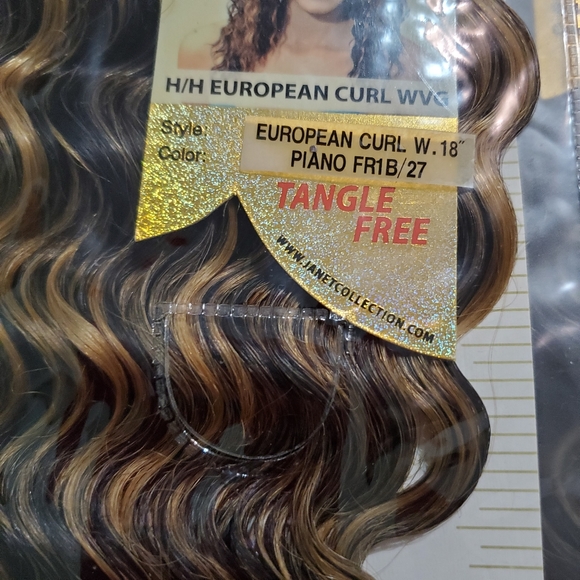 H/H EUROPEAN CURL WVG
Style:
EUROPEAN CURL W.18"
Color:
PIANO FR1B/27
TANGLE
FREE
WWW.JANETCOLLECTION.COM